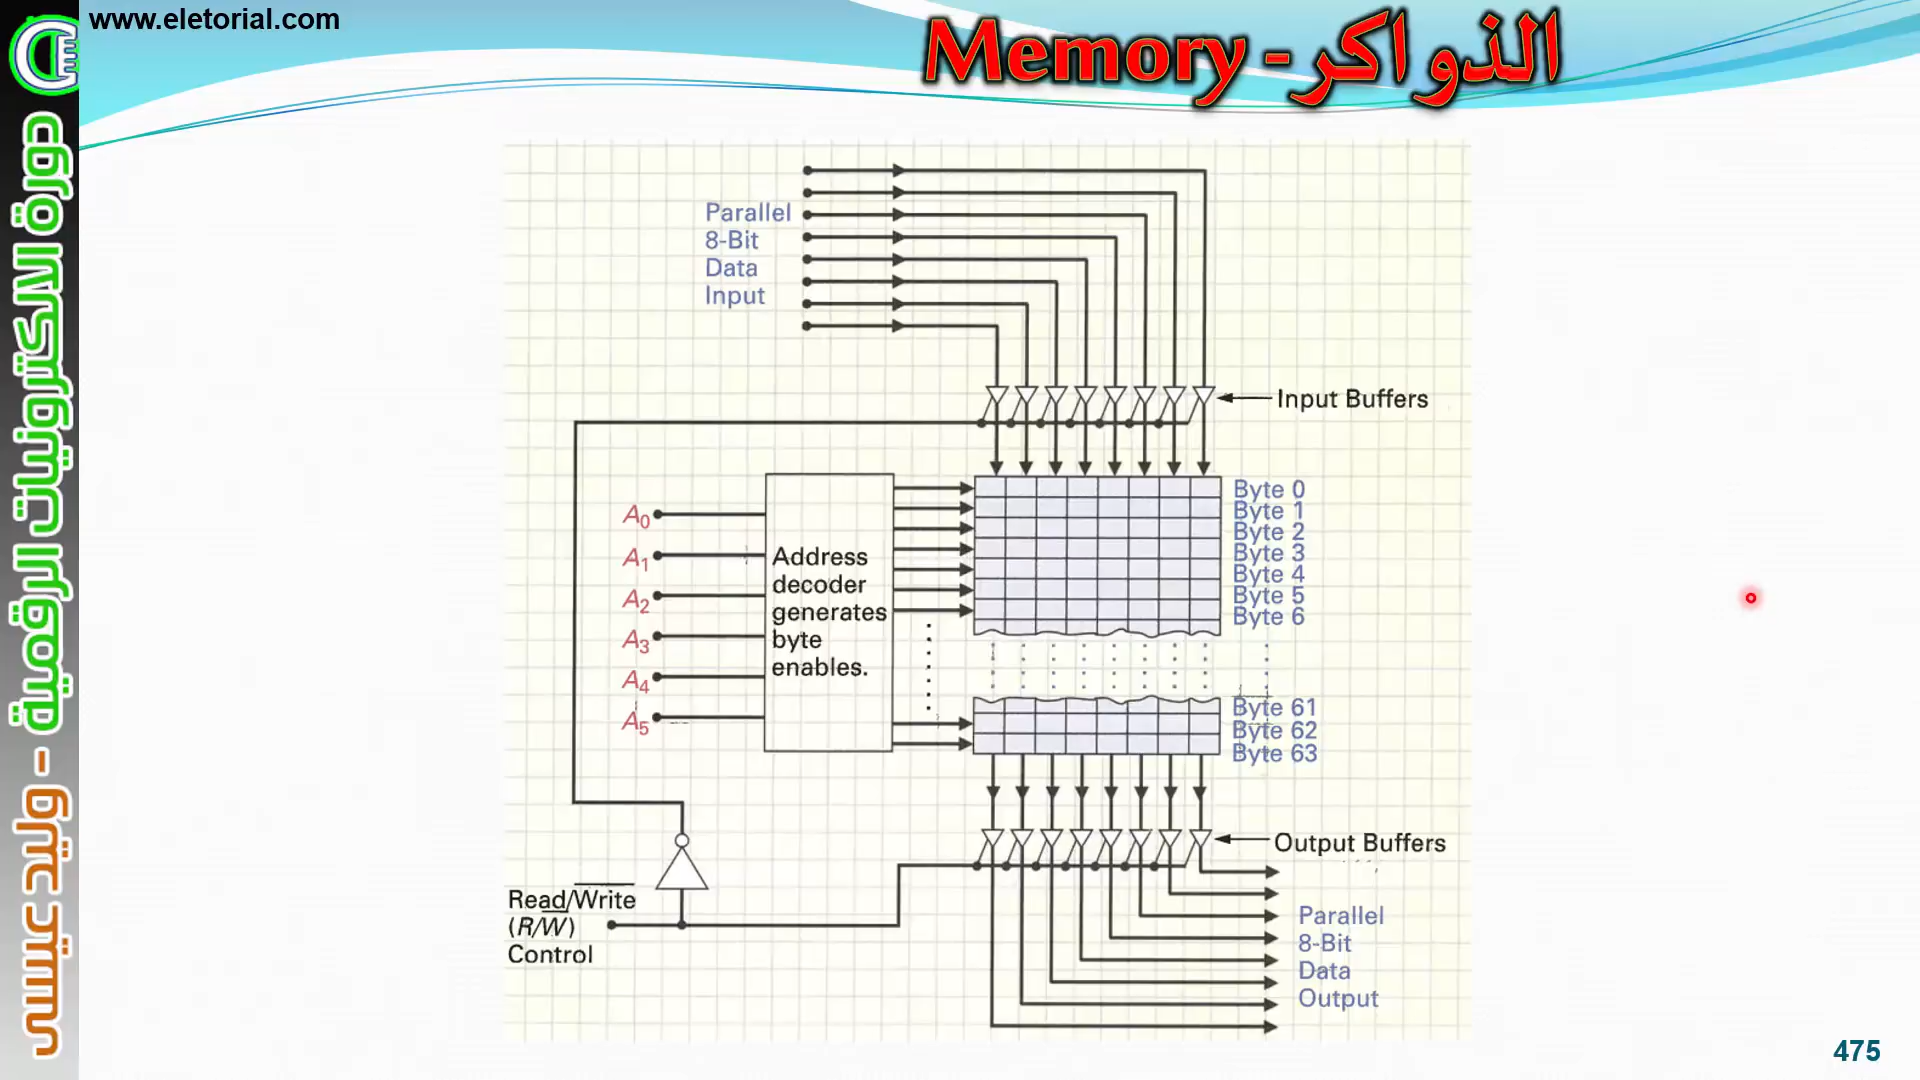 www.eletorial.com
الذواكر - Memory
دورة الالكترونيات الرقمية - وليد عيسى
Parallel
8-Bit
Data
Input
Input Buffers
A0
A1
A2
A3
A4
A5
Address
decoder
generates
byte
enables.
Byte 0
Byte 1
Byte 2
Byte 3
Byte 4
Byte 5
Byte 6
Byte 61
Byte 62
Byte 63
Output Buffers
Read/Write
(R/W)
Control
Parallel
8-Bit
Data
Output
475